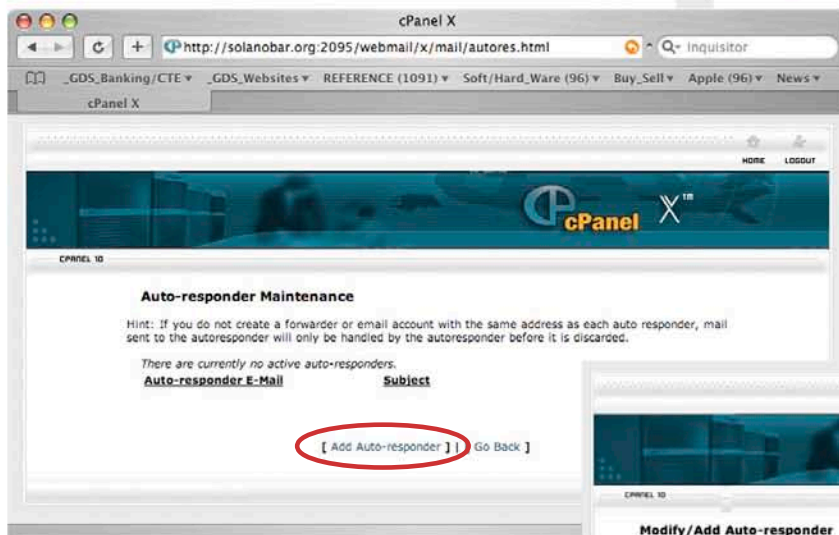 cPanel X
http://solanobar.org:2095/webmail/x/mail/autores.html
Inquisitor
_GDS_Banking/CTE
_GDS_Websites
REFERENCE (1091)
Soft/Hard_Ware (96)
Buy_Sell
Apple (96)
News
cPanel X
HOME
LOGOUT
cPanel X™
CPANEL 10
Auto-responder Maintenance
Hint: If you do not create a forwarder or email account with the same address as each auto responder, mail
sent to the autoresponder will only be handled by the autoresponder before it is discarded.
There are currently no active auto-responders.
Auto-responder E-Mail
Subject
[ Add Auto-responder ] | [ Go Back ]
CPANEL 10
Modify/Add Auto-responder